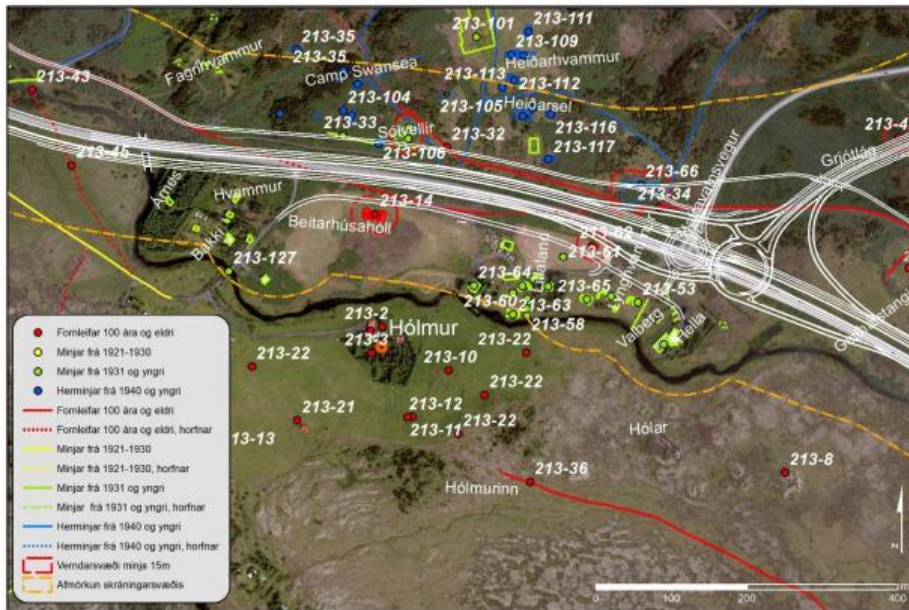 213-101
213-111
213-35
213-35
213-109
Heiðarhvammur
Fagrihvammur
Camp Swansea
213-113
213-112
213-43
213-104
213-105
Heiðarsel
213-33
213-116
Sólvellir
213-32
213-106
213-117
213-45
213-66
Grjótlág
213-34
Árnes
Hvammur
213-14
Beitarhúsahóll
Bakki
213-127
Lillaland
213-64
213-65
213-53
213-60
213-63
213-58
Valberg
Hella
213-2
Hólmur
213-3
213-22
213-10
213-22
213-22
213-21
213-12
213-11
213-22
213-13
Hólar
213-36
213-8
Hólmurinn
Fornleifar 100 ára og eldri
Minjar frá 1921-1930
Minjar frá 1931 og yngri
Herminjar frá 1940 og yngri
Fornleifar 100 ára og eldri
Fornleifar 100 ára og eldri, horfnar
Minjar frá 1921-1930
Minjar frá 1921-1930, horfnar
Minjar frá 1931 og yngri
Minjar frá 1931 og yngri, horfnar
Herminjar frá 1940 og yngri
Herminjar frá 1940 og yngri, horfnar
Verndarsvæði minja 15m
Afmörkun skráningarsvæðis
N
0
200
400